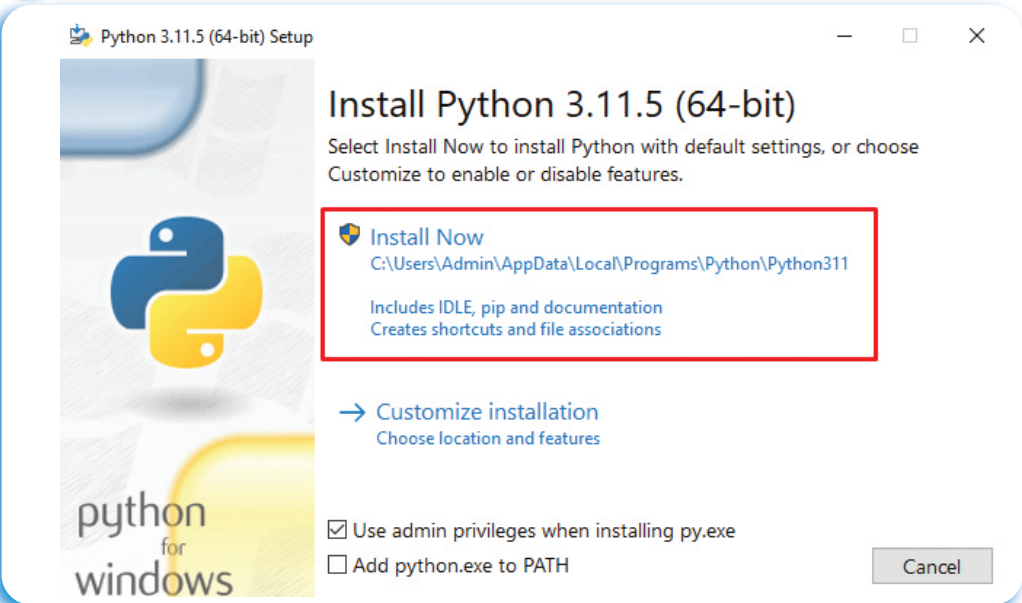 Python 3.11.5 (64-bit) Setup
Install Python 3.11.5 (64-bit)
Select Install Now to install Python with default settings, or choose
Customize to enable or disable features.
Install Now
C:\Users\Admin\AppData\Local\Programs\Python\Python311
Includes IDLE, pip and documentation
Creates shortcuts and file associations
Customize installation
Choose location and features
python
for
windows
Use admin privileges when installing py.exe
Add python.exe to PATH
Cancel